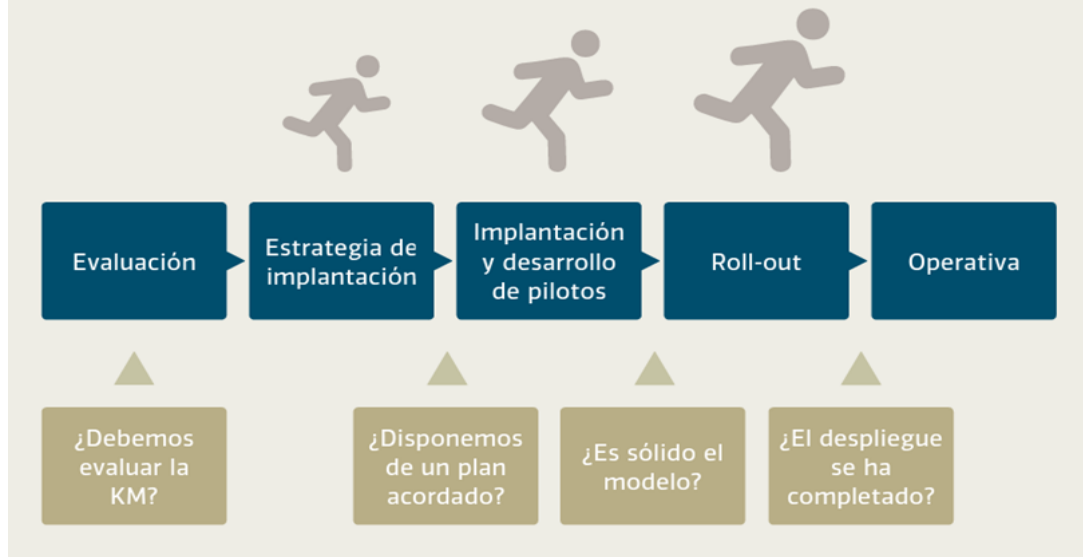 Evaluación
Estrategia de
implantación
Implantación
y desarrollo
de pilotos
Roll-out
Operativa
¿Debemos
evaluar la
KM?
¿Disponemos
de un plan
acordado?
¿Es sólido el
modelo?
¿El despliegue
se ha
completado?